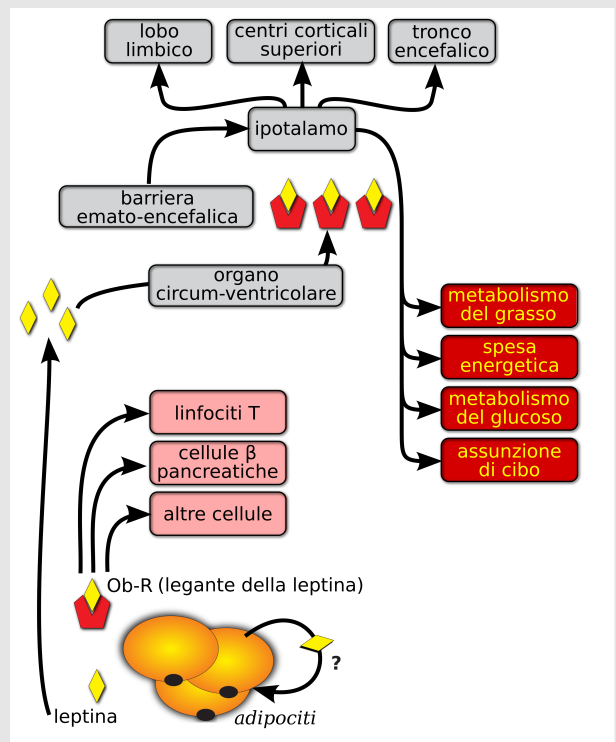 lobo
limbico
centri corticali
superiori
tronco
encefalico
ipotalamo
barriera
emato-encefalica
organo
circum-ventricolare
metabolismo
del grasso
spesa
energetica
metabolismo
del glucoso
assunzione
di cibo
linfociti T
cellule β
pancreatiche
altre cellule
Ob-R (legante della leptina)
?
leptina
adipociti